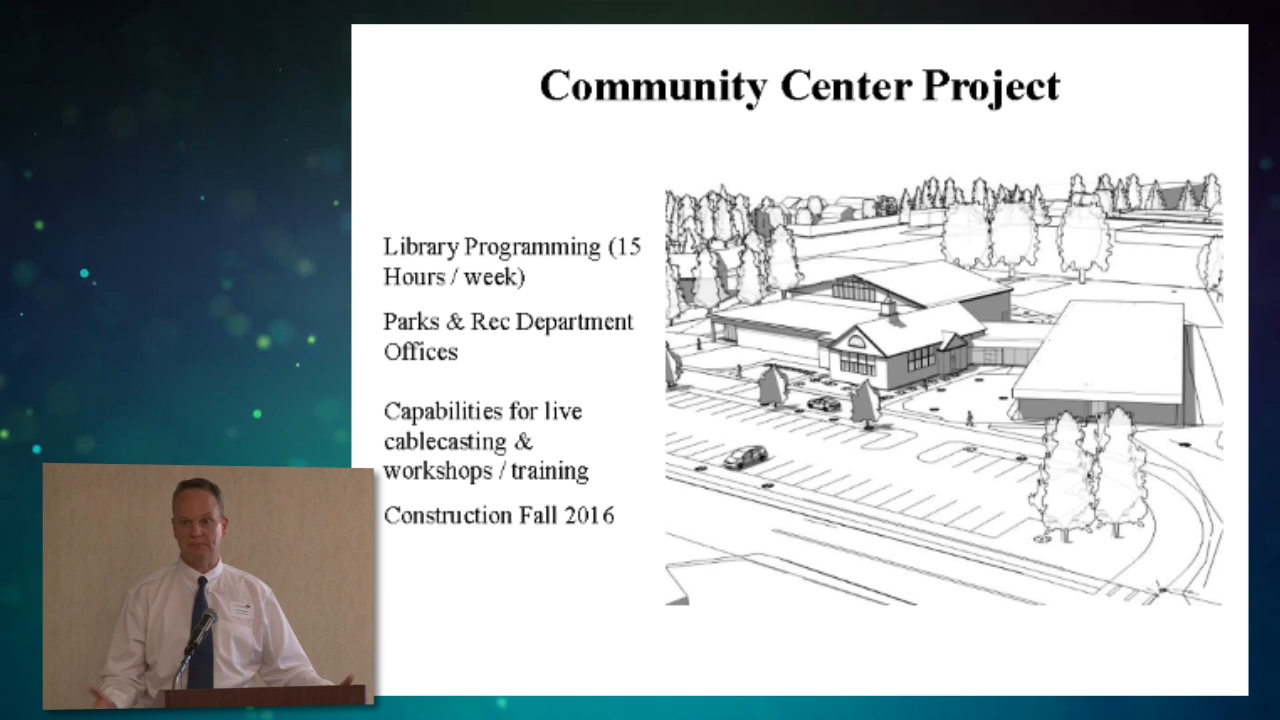 Community Center Project
Library Programming (15
Hours / week)
Parks & Rec Department
Offices
Capabilities for live
cablecasting &
workshops / training
Construction Fall 2016